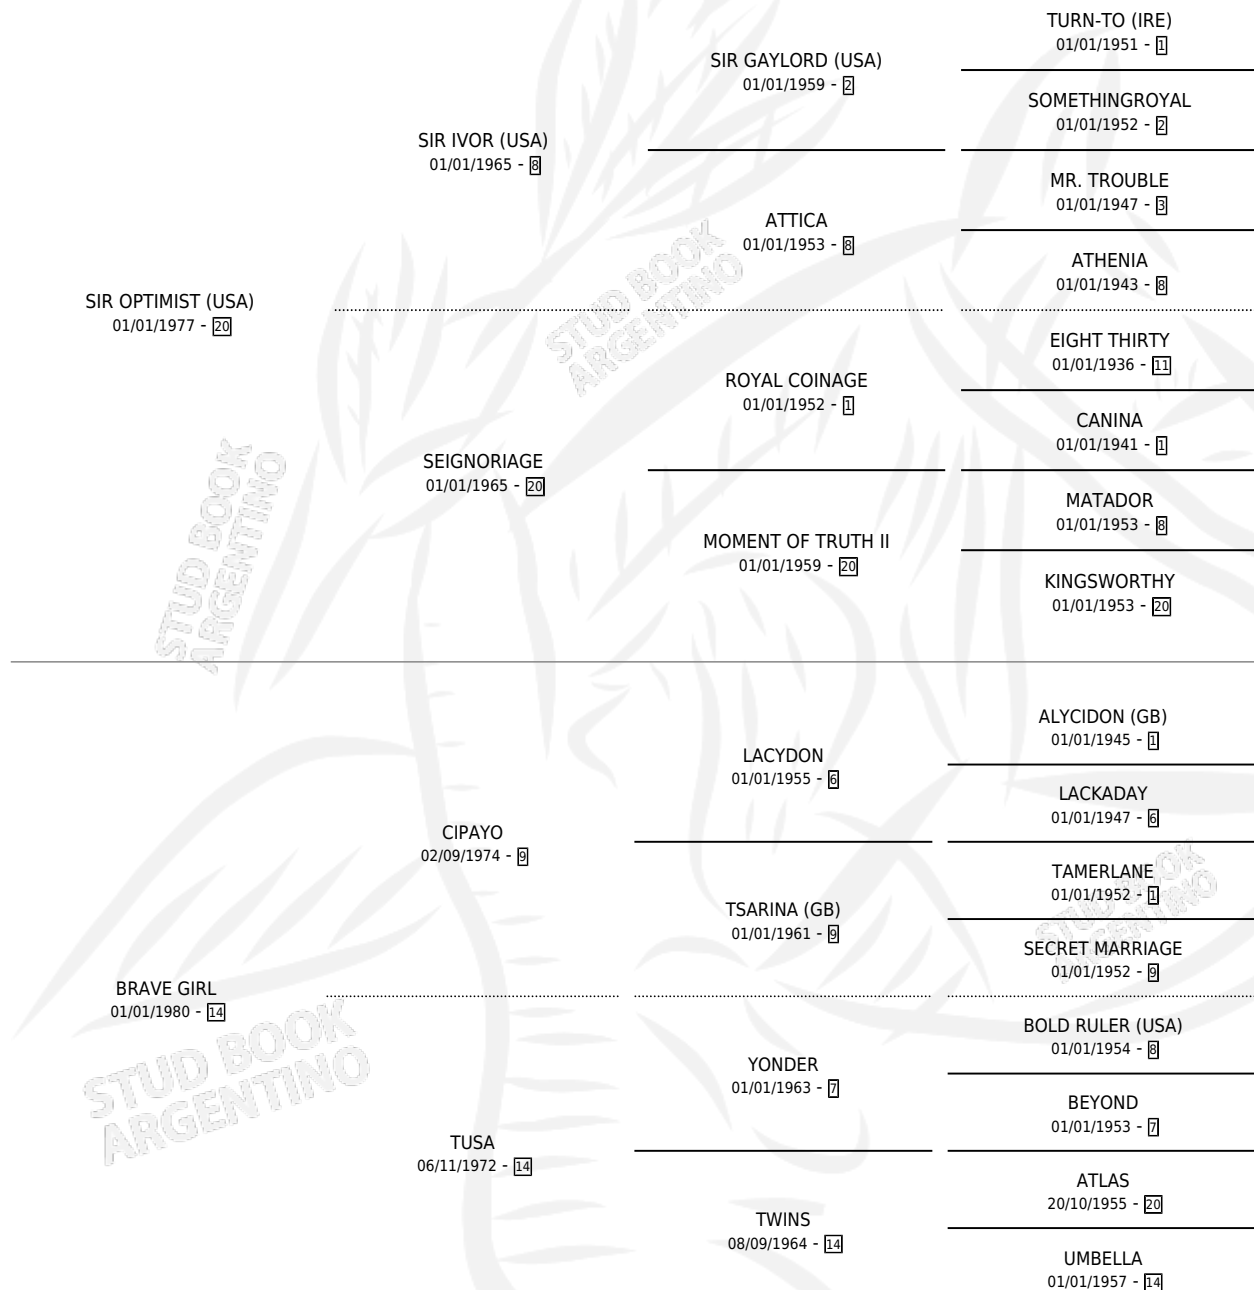 TURN-TO (IRE)
01/01/1951 - 1
SIR GAYLORD (USA)
01/01/1959 - 2
SOMETHINGROYAL
01/01/1952 - 2
SIR IVOR (USA)
01/01/1965 - 8
MR. TROUBLE
01/01/1947 - 3
ATTICA
01/01/1953 - 8
ATHENIA
01/01/1943 - 8
SIR OPTIMIST (USA)
01/01/1977 - 20
EIGHT THIRTY
01/01/1936 - 11
ROYAL COINAGE
01/01/1952 - 1
CANINA
01/01/1941 - 1
SEIGNORIAGE
01/01/1965 - 20
MATADOR
01/01/1953 - 8
MOMENT OF TRUTH II
01/01/1959 - 20
KINGSWORTHY
01/01/1953 - 20
ALYCIDON (GB)
01/01/1945 - 1
LACYDON
01/01/1955 - 6
LACKADAY
01/01/1947 - 6
CIPAYO
02/09/1974 - 9
TAMERLANE
01/01/1952 - 1
TSARINA (GB)
01/01/1961 - 9
SECRET MARRIAGE
01/01/1952 - 9
BRAVE GIRL
01/01/1980 - 14
BOLD RULER (USA)
01/01/1954 - 8
YONDER
01/01/1963 - 7
BEYOND
01/01/1953 - 7
TUSA
06/11/1972 - 14
ATLAS
20/10/1955 - 20
TWINS
08/09/1964 - 14
UMBELLA
01/01/1957 - 14
STUD BOOK
ARGENTINO
STUD BOOK
ARGENTINO
STUD BOOK
ARGENTINO
STUD BOOK
ARGENTINO